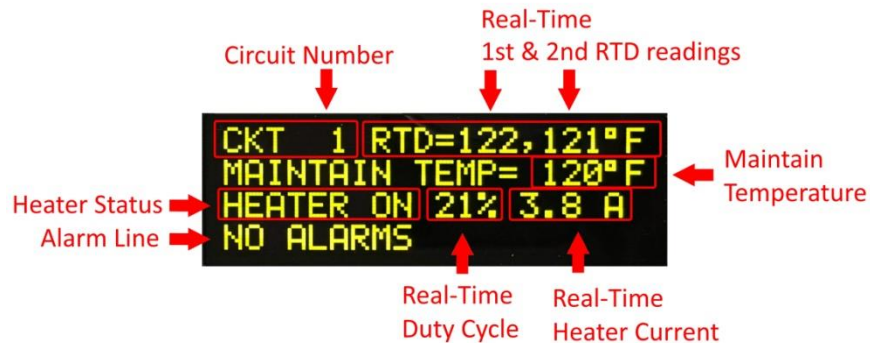 Real-Time
1st & 2nd RTD readings
Circuit Number
CKT 1 RTD=122,121°F
MAINTAIN TEMP= 120°F
HEATER ON 21% 3.8 A
NO ALARMS
Maintain
Temperature
Heater Status
Alarm Line
Real-Time
Duty Cycle
Real-Time
Heater Current